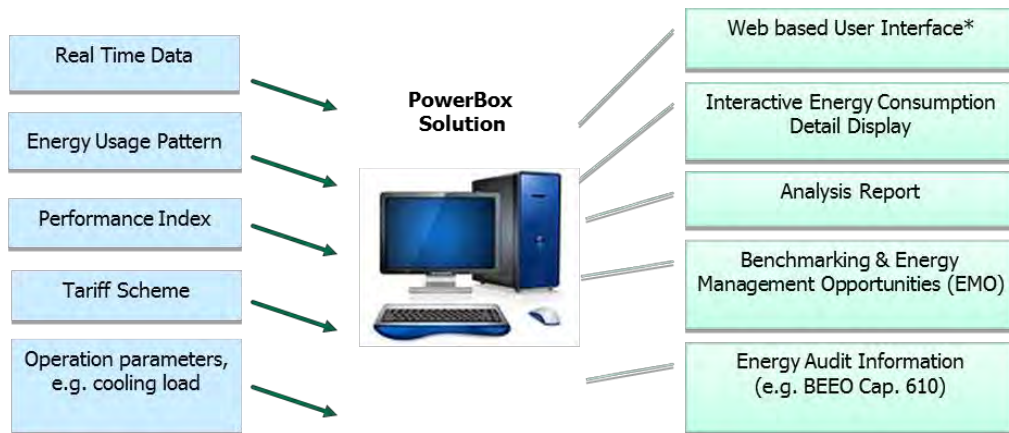 Real Time Data
Energy Usage Pattern
Performance Index
Tariff Scheme
Operation parameters,
e.g. cooling load
PowerBox
Solution
Web based User Interface*
Interactive Energy Consumption
Detail Display
Analysis Report
Benchmarking & Energy
Management Opportunities (EMO)
Energy Audit Information
(e.g. BEEO Cap. 610)